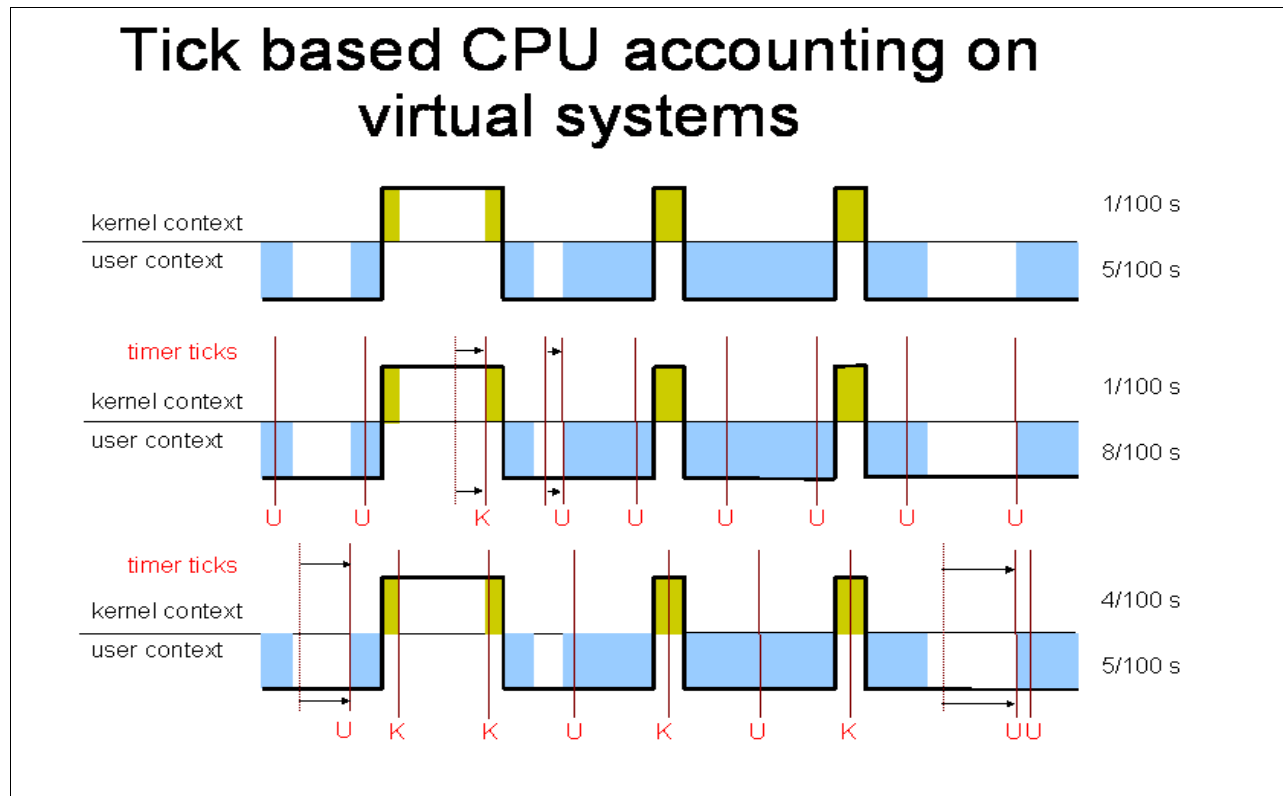 Tick based CPU accounting on
virtual systems
kernel context
1/100 s
user context
5/100 s
timer ticks
kernel context
1/100 s
user context
8/100 s
U U K U U U U U U
timer ticks
kernel context
4/100 s
user context
5/100 s
U K K U K U K U U